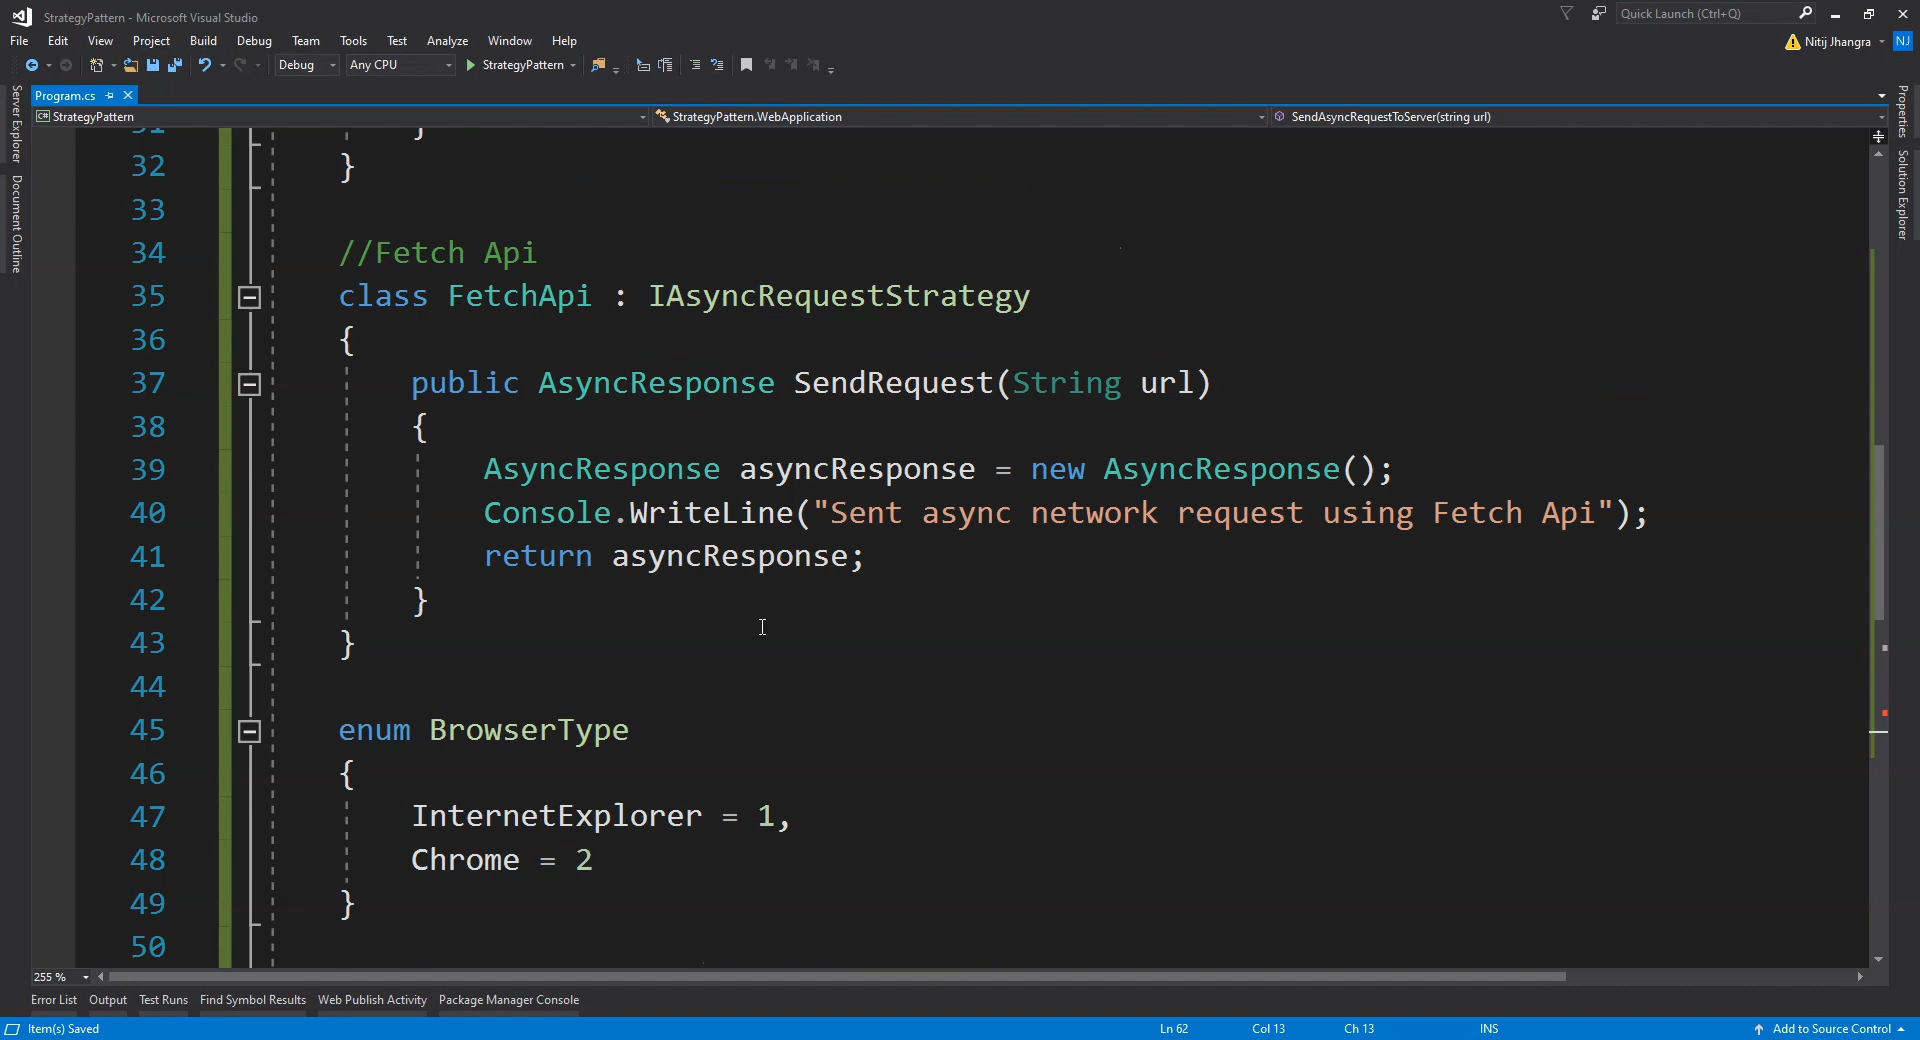 StrategyPattern - Microsoft Visual Studio
Quick Launch (Ctrl+Q)
File Edit View Project Build Debug Team Tools Test Analyze Window Help
Nitij Jhangra NJ
Debug Any CPU StrategyPattern
Program.cs
StrategyPattern StrategyPattern.WebApplication SendAsyncRequestToServer(string url)
Server Explorer
Document Outline
Properties
Solution Explorer
31 }
32 }
33
34 //Fetch Api
35 class FetchApi : IAsyncRequestStrategy
36 {
37 public AsyncResponse SendRequest(String url)
38 {
39 AsyncResponse asyncResponse = new AsyncResponse();
40 Console.WriteLine("Sent async network request using Fetch Api");
41 return asyncResponse;
42 }
43 }
44
45 enum BrowserType
46 {
47 InternetExplorer = 1,
48 Chrome = 2
49 }
50
255 %
Error List Output Test Runs Find Symbol Results Web Publish Activity Package Manager Console
Item(s) Saved Ln 62 Col 13 Ch 13 INS Add to Source Control